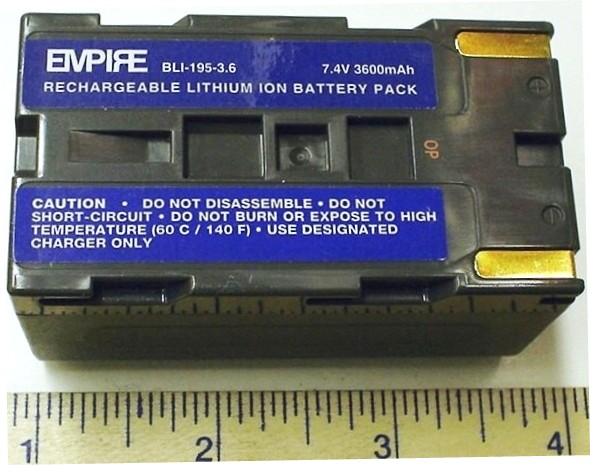 EMPIRE BLI-195-3.6 7.4V 3600mAh
RECHARGEABLE LITHIUM ION BATTERY PACK
OP
CAUTION • DO NOT DISASSEMBLE • DO NOT
SHORT-CIRCUIT • DO NOT BURN OR EXPOSE TO HIGH
TEMPERATURE (60 C / 140 F) • USE DESIGNATED
CHARGER ONLY
1 2 3 4